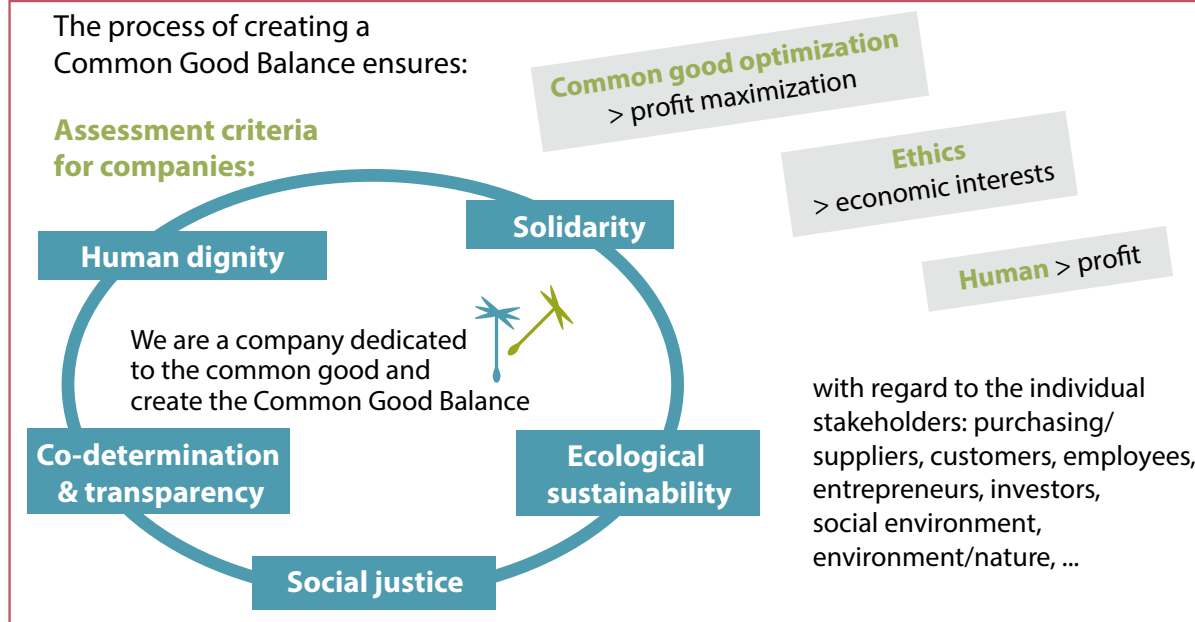 The process of creating a
Common Good Balance ensures:
Common good optimization
> profit maximization
Ethics
> economic interests
Human > profit
Assessment criteria
for companies:
Human dignity
Solidarity
We are a company dedicated
to the common good and
create the Common Good Balance
Co-determination
& transparency
Ecological
sustainability
Social justice
with regard to the individual
stakeholders: purchasing/
suppliers, customers, employees,
entrepreneurs, investors,
social environment,
environment/nature, ...